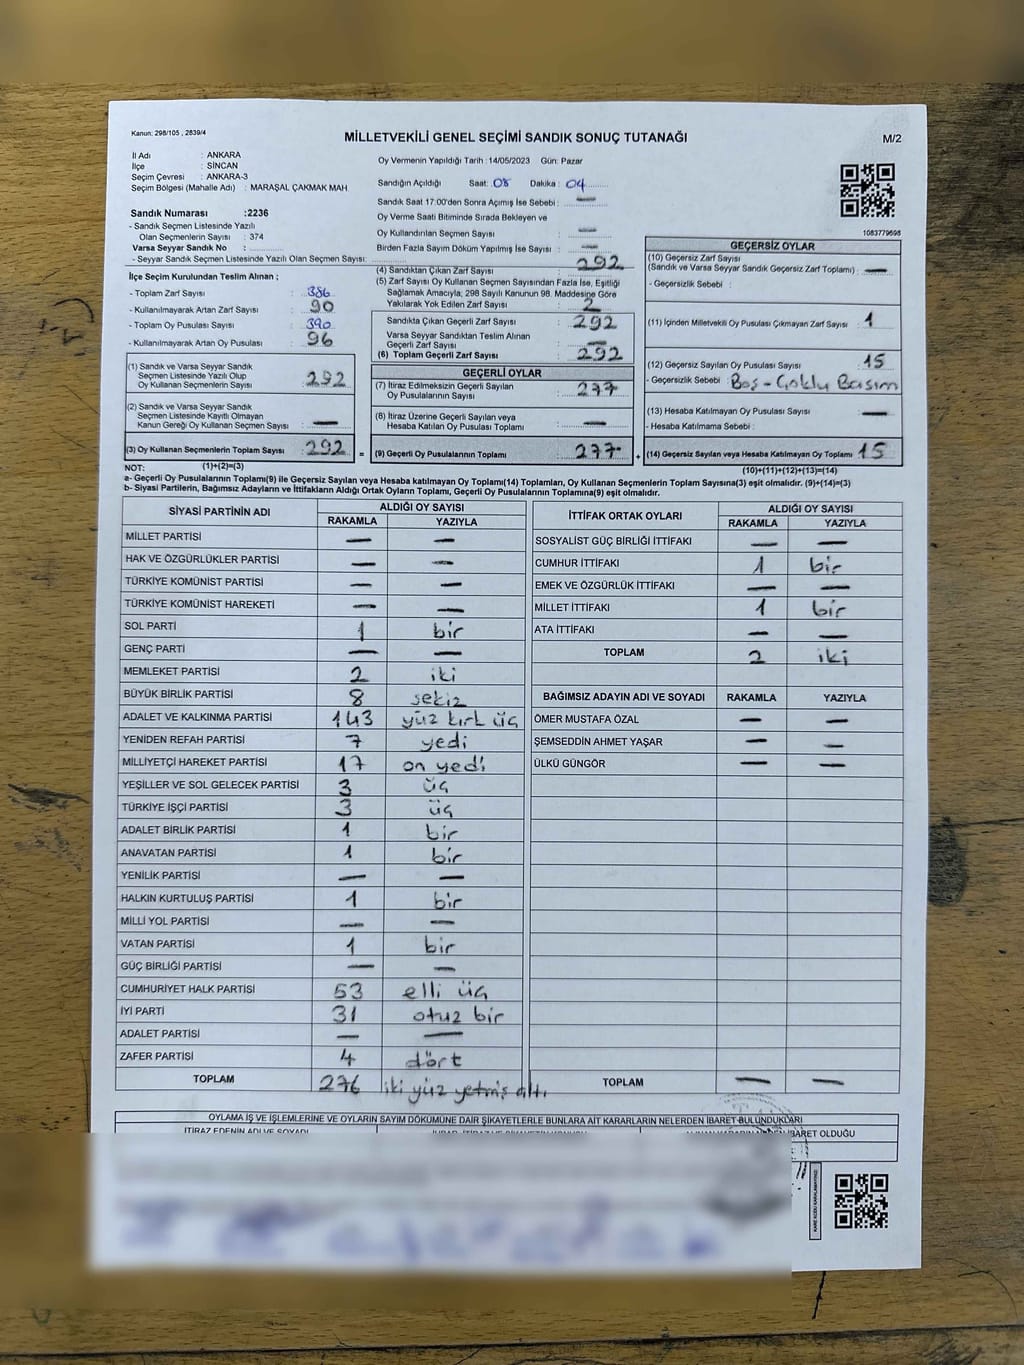 Kanun: 298/105 , 2839/4
MİLLETVEKİLİ GENEL SEÇİMİ SANDIK SONUÇ TUTANAĞI
M/2
İl Adı : ANKARA
İlçe : SİNCAN
Seçim Çevresi : ANKARA-3
Seçim Bölgesi (Mahalle Adı) : MARAŞAL ÇAKMAK MAH.
Sandık Numarası :2236
- Sandık Seçmen Listesinde Yazılı
Olan Seçmenlerin Sayısı : 374
Varsa Seyyar Sandık No :
- Seyyar Sandık Seçmen Listesinde Yazılı Olan Seçmen Sayısı:
Oy Vermenin Yapıldığı Tarih : 14/05/2023 Gün: Pazar
Sandığın Açıldığı Saat: 08 Dakika : 04
Sandık Saat 17:00'den Sonra Açımış İse Sebebi : —
Oy Verme Saati Bitiminde Sırada Bekleyen ve
Oy Kullandırılan Seçmen Sayısı : —
Birden Fazla Sayım Döküm Yapılmış İse Sayısı : —
1083779698
İlçe Seçim Kurulundan Teslim Alınan ;
- Toplam Zarf Sayısı : 386
- Kullanılmayarak Artan Zarf Sayısı : 90
- Toplam Oy Pusulası Sayısı : 390
- Kullanılmayarak Artan Oy Pusulası : 96
(1) Sandık ve Varsa Seyyar Sandık
Seçmen Listesinde Yazılı Olup
Oy Kullanan Seçmenlerin Sayısı : 292
(2) Sandık ve Varsa Seyyar Sandık
Seçmen Listesinde Kayıtlı Olmayan
Kanun Gereği Oy Kullanan Seçmen Sayısı : —
(3) Oy Kullanan Seçmenlerin Toplam Sayısı : 292 =
(4) Sandıktan Çıkan Zarf Sayısı : 292
(5) Zarf Sayısı Oy Kullanan Seçmen Sayısından Fazla İse, Eşitliği
Sağlamak Amacıyla; 298 Sayılı Kanunun 98. Maddesine Göre
Yakılarak Yok Edilen Zarf Sayısı : 2
Sandıkta Çıkan Geçerli Zarf Sayısı : 292
Varsa Seyyar Sandıktan Teslim Alınan
Geçerli Zarf Sayısı : —
(6) Toplam Geçerli Zarf Sayısı : 292
GEÇERLİ OYLAR
(7) İtiraz Edilmeksizin Geçerli Sayılan
Oy Pusulalarının Sayısı : 277
(8) İtiraz Üzerine Geçerli Sayılan veya
Hesaba Katılan Oy Pusulası Toplamı : —
(9) Geçerli Oy Pusulalarının Toplamı : 277 +
GEÇERSİZ OYLAR
(10) Geçersiz Zarf Sayısı
(Sandık ve Varsa Seyyar Sandık Geçersiz Zarf Toplamı) : —
- Geçersizlik Sebebi :
(11) İçinden Milletvekili Oy Pusulası Çıkmayan Zarf Sayısı : 1
(12) Geçersiz Sayılan Oy Pusulası Sayısı : 15
- Geçersizlik Sebebi : Boş - Çoklu Basım
(13) Hesaba Katılmayan Oy Pusulası Sayısı : —
- Hesaba Katılmama Sebebi :
(14) Geçersiz Sayılan veya Hesaba Katılmayan Oy Toplamı : 15
NOT: (1)+(2)=(3)
(10)+(11)+(12)+(13)=(14)
a- Geçerli Oy Pusulalarının Toplamı(9) ile Geçersiz Sayılan veya Hesaba Katılmayan Oy Toplamı(14) Toplamları, Oy Kullanan Seçmenlerin Toplam Sayısına(3) eşit olmalıdır. (9)+(14)=(3)
b- Siyasi Partilerin, Bağımsız Adayların ve İttifakların Aldığı Ortak Oyların Toplamı, Geçerli Oy Pusulalarının Toplamına(9) eşit olmalıdır.
SİYASİ PARTİNİN ADI ALDIĞI OY SAYISI
RAKAMLA YAZIYLA
MİLLET PARTİSİ — —
HAK VE ÖZGÜRLÜKLER PARTİSİ — —
TÜRKİYE KOMÜNİST PARTİSİ — —
TÜRKİYE KOMÜNİST HAREKETİ — —
SOL PARTİ 1 bir
GENÇ PARTİ — —
MEMLEKET PARTİSİ 2 iki
BÜYÜK BİRLİK PARTİSİ 8 sekiz
ADALET VE KALKINMA PARTİSİ 143 yüz kırk üç
YENİDEN REFAH PARTİSİ 7 yedi
MİLLİYETÇİ HAREKET PARTİSİ 17 on yedi
YEŞİLLER VE SOL GELECEK PARTİSİ 3 üç
TÜRKİYE İŞÇİ PARTİSİ 3 üç
ADALET BİRLİK PARTİSİ 1 bir
ANAVATAN PARTİSİ 1 bir
YENİLİK PARTİSİ — —
HALKIN KURTULUŞ PARTİSİ 1 bir
MİLLİ YOL PARTİSİ — —
VATAN PARTİSİ 1 bir
GÜÇ BİRLİĞİ PARTİSİ — —
CUMHURİYET HALK PARTİSİ 53 elli üç
İYİ PARTİ 31 otuz bir
ADALET PARTİSİ — —
ZAFER PARTİSİ 4 dört
TOPLAM 276 iki yüz yetmiş altı
İTTİFAK ORTAK OYLARI ALDIĞI OY SAYISI
RAKAMLA YAZIYLA
SOSYALİST GÜÇ BİRLİĞİ İTTİFAKI — —
CUMHUR İTTİFAKI 1 bir
EMEK VE ÖZGÜRLÜK İTTİFAKI — —
MİLLET İTTİFAKI 1 bir
ATA İTTİFAKI — —
TOPLAM 2 iki
BAĞIMSIZ ADAYIN ADI VE SOYADI RAKAMLA YAZIYLA
ÖMER MUSTAFA ÖZAL — —
ŞEMSEDDİN AHMET YAŞAR — —
ÜLKÜ GÜNGÖR — —
TOPLAM — —
OYLAMA İŞ VE İŞLEMLERİNE VE OYLARIN SAYIM DÖKÜMÜNE DAİR ŞİKAYETLERLE BUNLARA AİT KARARLARIN NELERDEN İBARET BULUNDUKLARI
İTİRAZ EDENİN ADI VE SOYADI
İBARET OLDUĞU